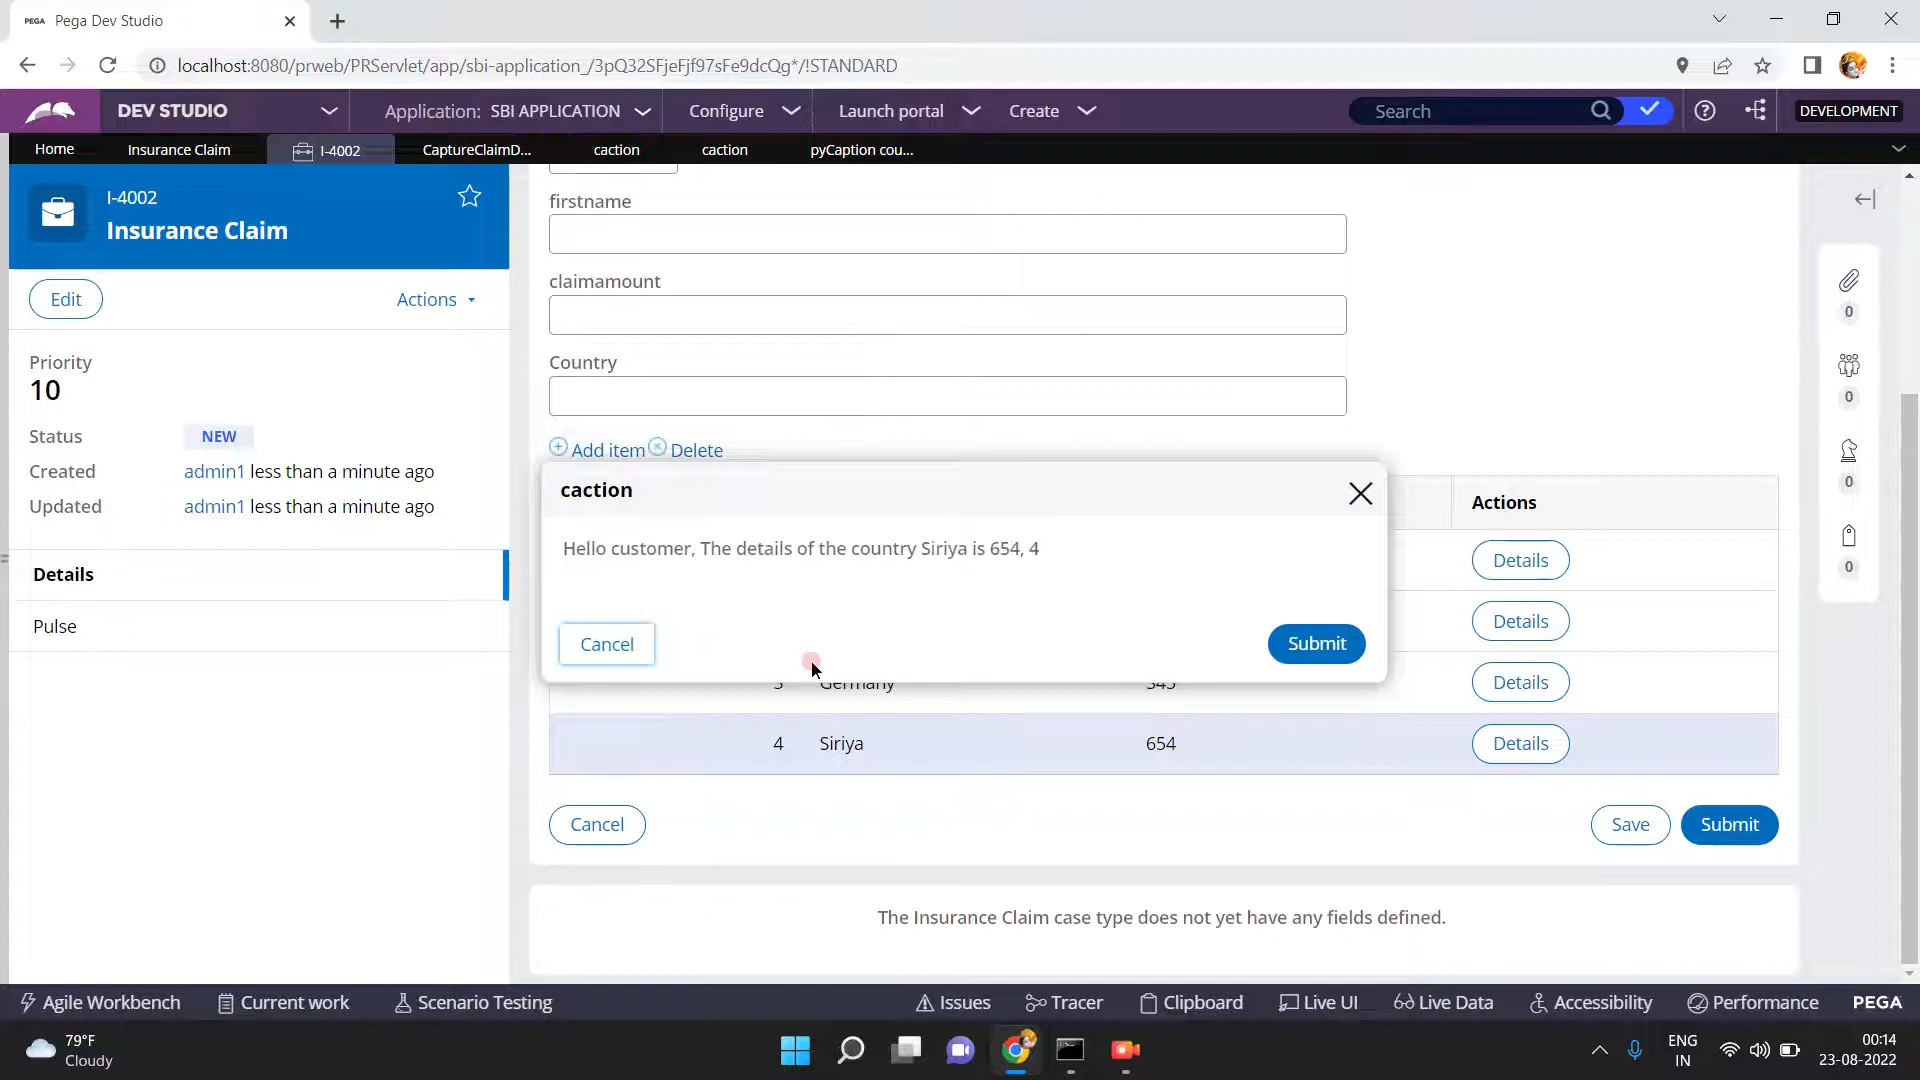 PEGA Pega Dev Studio
localhost:8080/prweb/PRServlet/app/sbi-application_/3pQ32SFjeFjf97sFe9dcQg*/!STANDARD
DEV STUDIO
Application: SBI APPLICATION
Configure
Launch portal
Create
Search
DEVELOPMENT
Home
Insurance Claim
I-4002
CaptureClaimD...
caction
caction
pyCaption cou...
I-4002
Insurance Claim
Edit
Actions
Priority
10
Status NEW
Created admin1 less than a minute ago
Updated admin1 less than a minute ago
Details
Pulse
firstname
claimamount
Country
Add item Delete
Actions
caction
Hello customer, The details of the country Siriya is 654, 4
Cancel
Submit
Details
Details
3 Germany 345 Details
4 Siriya 654 Details
Cancel
Save
Submit
The Insurance Claim case type does not yet have any fields defined.
0
0
0
0
Agile Workbench
Current work
Scenario Testing
Issues
Tracer
Clipboard
Live UI
Live Data
Accessibility
Performance
PEGA
79°F
Cloudy
ENG
IN
00:14
23-08-2022